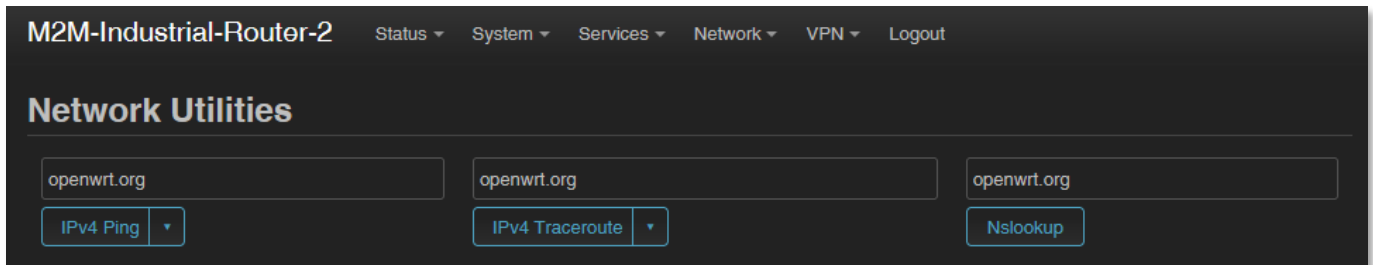 M2M-Industrial-Router-2 Status System Services Network VPN Logout
Network Utilities
openwrt.org openwrt.org openwrt.org
IPv4 Ping IPv4 Traceroute Nslookup